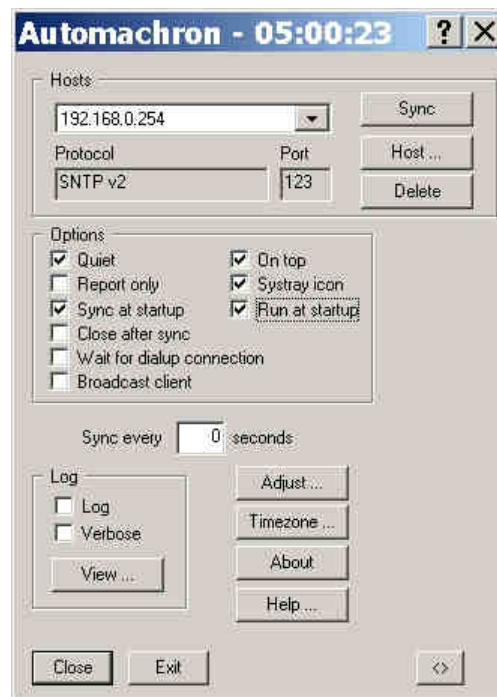 Automachron - 05:00:23 ? X
Hosts
192.168.0.254
Sync
Protocol Port Host ...
SNTP v2 123
Delete
Options
Quiet On top
Report only Systray icon
Sync at startup Run at startup
Close after sync
Wait for dialup connection
Broadcast client
Sync every 0 seconds
Log
Log
Verbose
View ...
Adjust ...
Timezone ...
About
Help ...
Close Exit <>